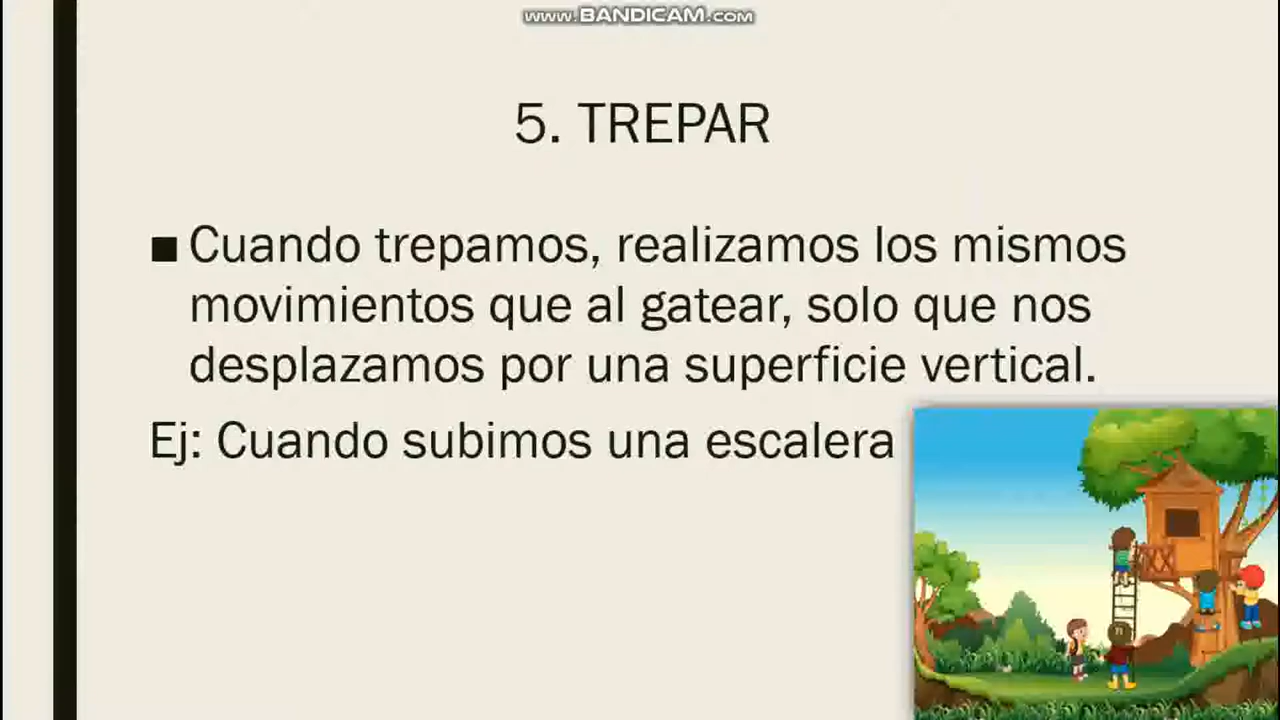 www.BANDICAM.com
5. TREPAR
■ Cuando trepamos, realizamos los mismos
movimientos que al gatear, solo que nos
desplazamos por una superficie vertical.
Ej: Cuando subimos una escalera